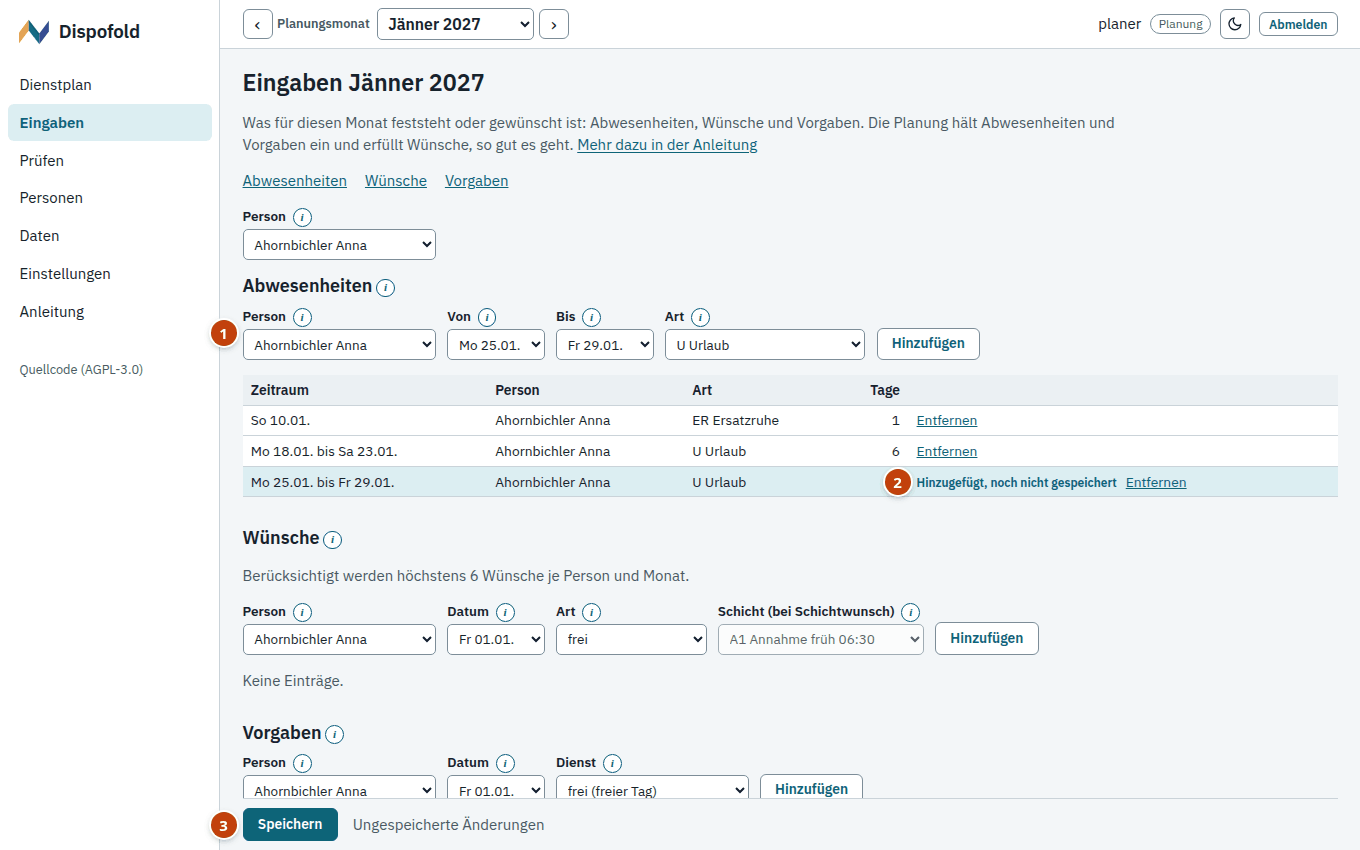 Dispofold
‹ Planungsmonat Jänner 2027 ›
planer Planung Abmelden
Dienstplan
Eingaben
Prüfen
Personen
Daten
Einstellungen
Anleitung
Quellcode (AGPL-3.0)
Eingaben Jänner 2027
Was für diesen Monat feststeht oder gewünscht ist: Abwesenheiten, Wünsche und Vorgaben. Die Planung hält Abwesenheiten und
Vorgaben ein und erfüllt Wünsche, so gut es geht. Mehr dazu in der Anleitung
Abwesenheiten Wünsche Vorgaben
Person i
Ahornbichler Anna
Abwesenheiten i
Person i Von i Bis i Art i
1 Ahornbichler Anna Mo 25.01. Fr 29.01. U Urlaub Hinzufügen
Zeitraum Person Art Tage
So 10.01. Ahornbichler Anna ER Ersatzruhe 1 Entfernen
Mo 18.01. bis Sa 23.01. Ahornbichler Anna U Urlaub 6 Entfernen
Mo 25.01. bis Fr 29.01. Ahornbichler Anna U Urlaub 2 Hinzugefügt, noch nicht gespeichert Entfernen
Wünsche i
Berücksichtigt werden höchstens 6 Wünsche je Person und Monat.
Person i Datum i Art i Schicht (bei Schichtwunsch) i
Ahornbichler Anna Fr 01.01. frei A1 Annahme früh 06:30 Hinzufügen
Keine Einträge.
Vorgaben i
Person i Datum i Dienst i
Ahornbichler Anna Fr 01.01. frei (freier Tag) Hinzufügen
3 Speichern Ungespeicherte Änderungen